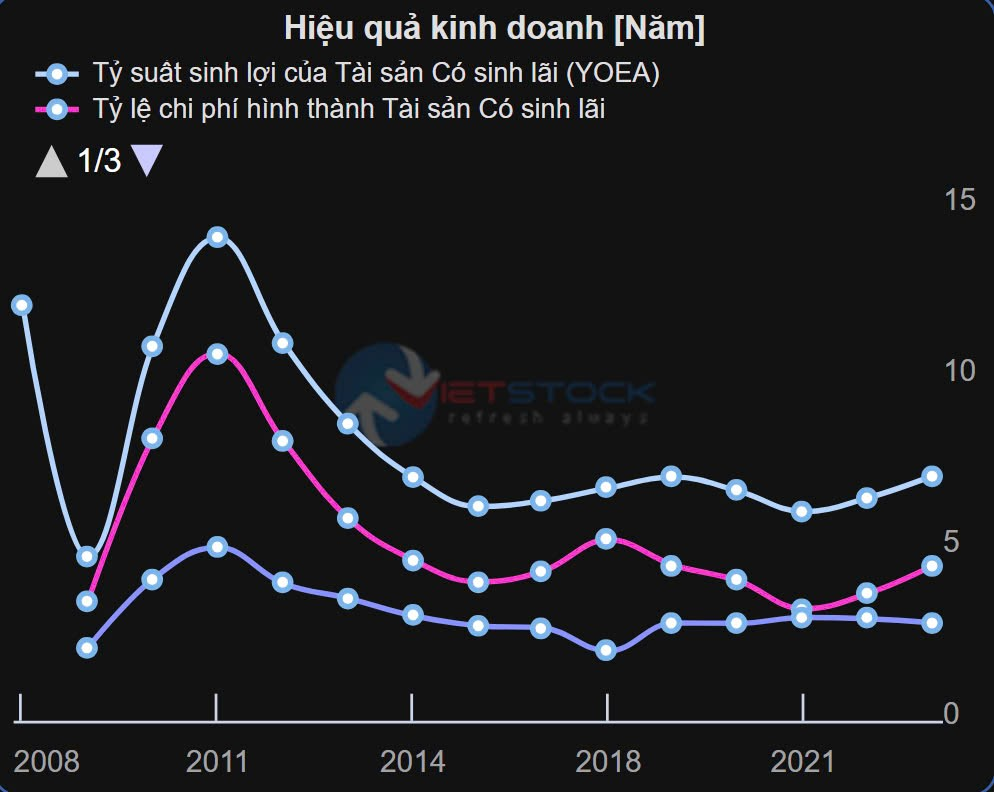 Hiệu quả kinh doanh [Năm]
Tỷ suất sinh lợi của Tài sản Có sinh lãi (YOEA)
Tỷ lệ chi phí hình thành Tài sản Có sinh lãi
1/3
15
10
IETSTOCK
refresh always
5
0
2008 2011 2014 2018 2021